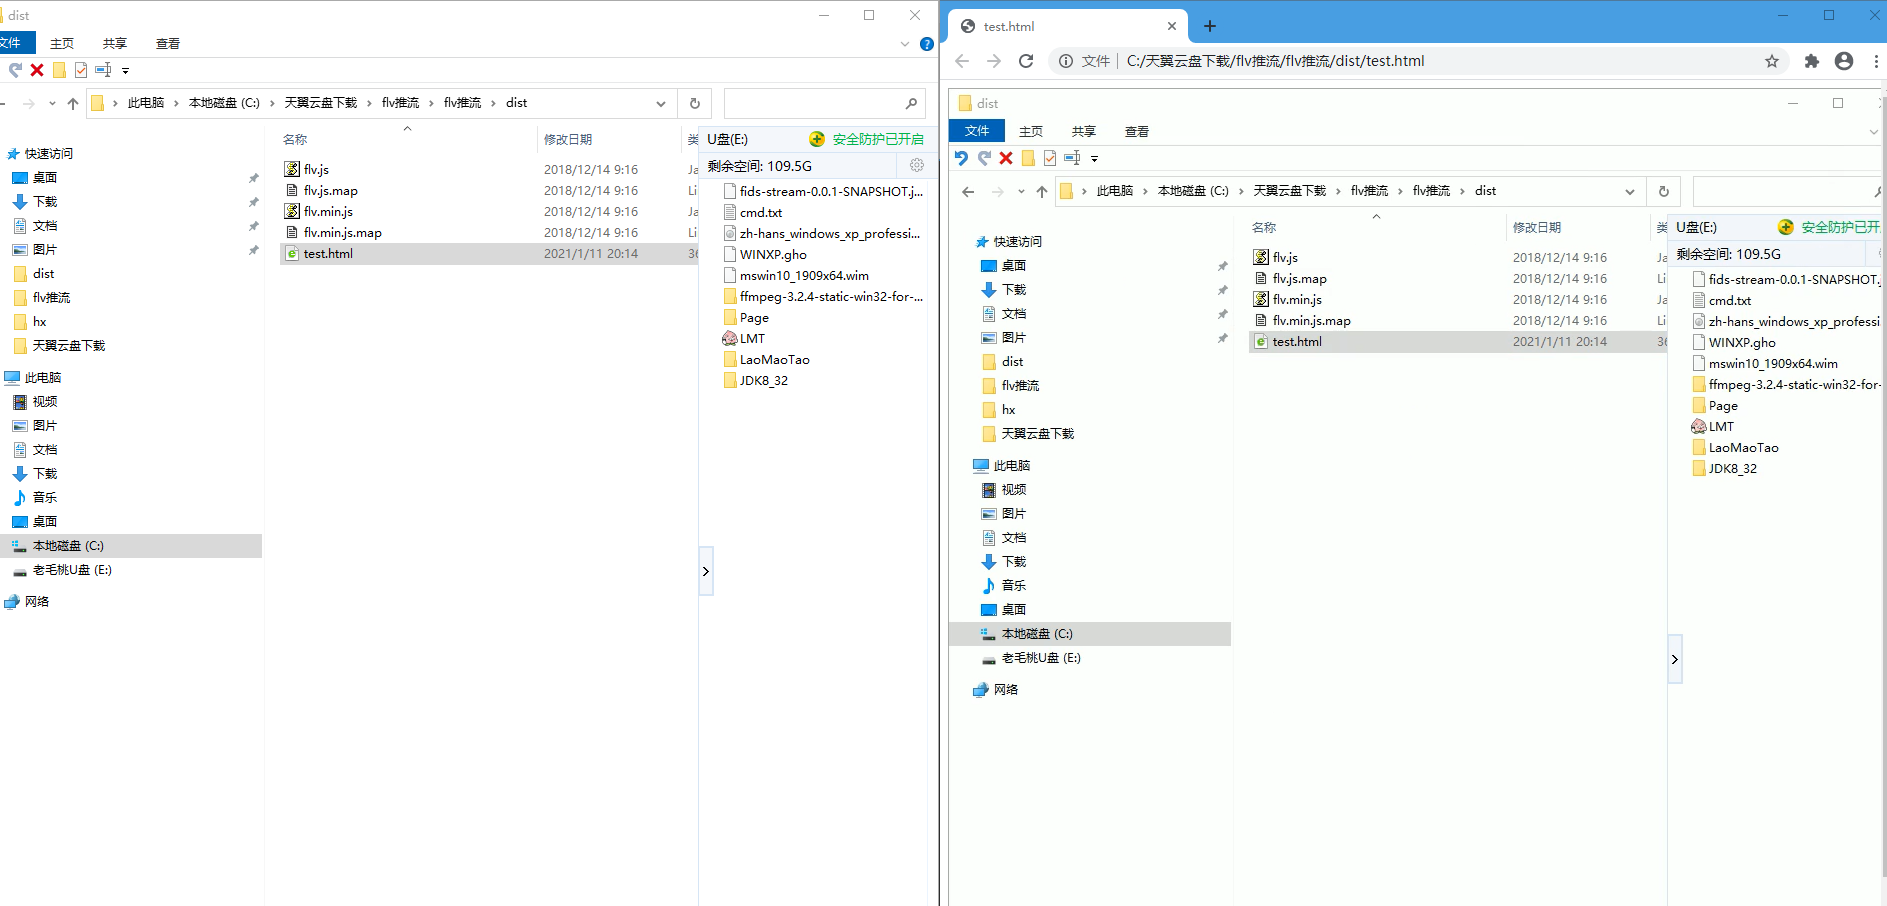 dist
文件 主页 共享 查看
此电脑 本地磁盘 (C:) 天翼云盘下载 flv推流 flv推流 dist
快速访问
桌面
下载
文档
图片
dist
flv推流
hx
天翼云盘下载
此电脑
视频
图片
文档
下载
音乐
桌面
本地磁盘 (C:)
老毛桃U盘 (E:)
网络
名称 修改日期 类
flv.js 2018/12/14 9:16 Ja
flv.js.map 2018/12/14 9:16 Li
flv.min.js 2018/12/14 9:16 Ja
flv.min.js.map 2018/12/14 9:16 Li
test.html 2021/1/11 20:14 36
U盘(E:) 安全防护已开启
剩余空间: 109.5G
fids-stream-0.0.1-SNAPSHOT.j...
cmd.txt
zh-hans_windows_xp_professi...
WINXP.gho
mswin10_1909x64.wim
ffmpeg-3.2.4-static-win32-for-...
Page
LMT
LaoMaoTao
JDK8_32
test.html
文件 C:/天翼云盘下载/flv推流/flv推流/dist/test.html
dist
文件 主页 共享 查看
此电脑 本地磁盘 (C:) 天翼云盘下载 flv推流 flv推流 dist
快速访问
桌面
下载
文档
图片
dist
flv推流
hx
天翼云盘下载
此电脑
视频
图片
文档
下载
音乐
桌面
本地磁盘 (C:)
老毛桃U盘 (E:)
网络
名称 修改日期 类
flv.js 2018/12/14 9:16 Ja
flv.js.map 2018/12/14 9:16 Li
flv.min.js 2018/12/14 9:16 Ja
flv.min.js.map 2018/12/14 9:16 Li
test.html 2021/1/11 20:14 36
U盘(E:) 安全防护已开
剩余空间: 109.5G
fids-stream-0.0.1-SNAPSHOT.
cmd.txt
zh-hans_windows_xp_professi
WINXP.gho
mswin10_1909x64.wim
ffmpeg-3.2.4-static-win32-for-
Page
LMT
LaoMaoTao
JDK8_32